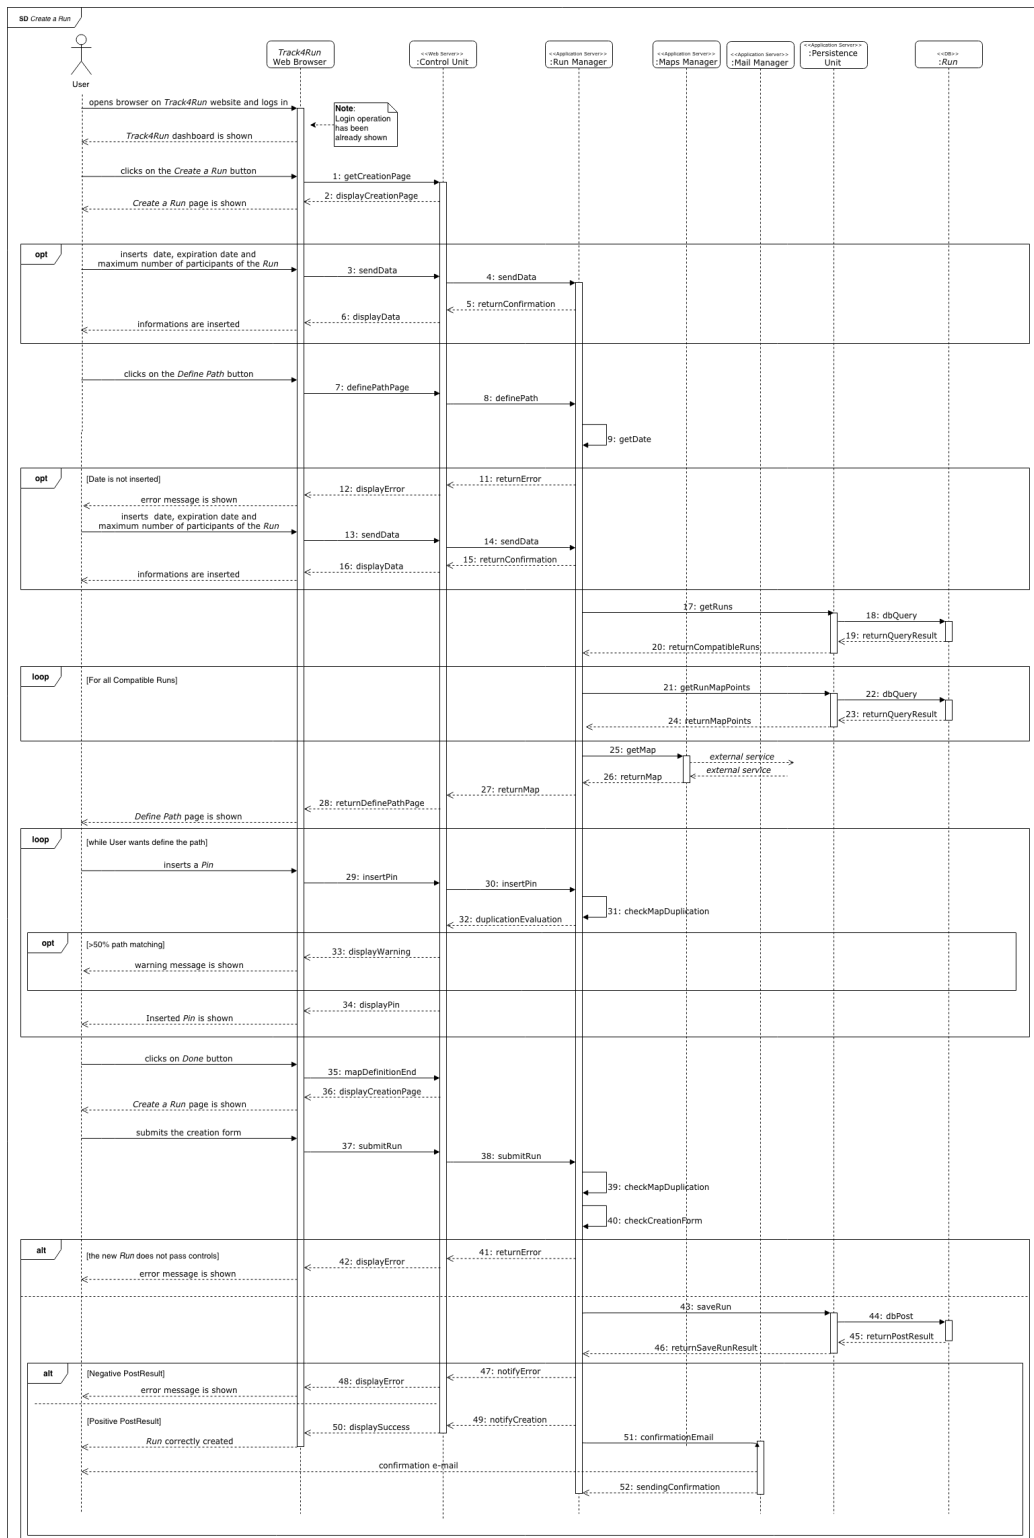 SD Create a Run
User
Track4Run
Web Browser
<<Web Server>>
:Control Unit
<<Application Server>>
:Run Manager
<<Application Server>>
:Maps Manager
<<Application Server>>
:Mail Manager
<<Application Server>>
:Persistence
Unit
<<DB>>
:Run
opens browser on Track4Run website and logs in
Note:
Login operation
has been
already shown
Track4Run dashboard is shown
clicks on the Create a Run button
1: getCreationPage
2: displayCreationPage
Create a Run page is shown
opt
inserts date, expiration date and
maximum number of participants of the Run
3: sendData
4: sendData
5: returnConfirmation
6: displayData
informations are inserted
clicks on the Define Path button
7: definePathPage
8: definePath
9: getDate
opt
[Date is not inserted]
11: returnError
12: displayError
error message is shown
inserts date, expiration date and
maximum number of participants of the Run
13: sendData
14: sendData
15: returnConfirmation
16: displayData
informations are inserted
17: getRuns
18: dbQuery
19: returnQueryResult
20: returnCompatibleRuns
loop
[For all Compatible Runs]
21: getRunMapPoints
22: dbQuery
23: returnQueryResult
24: returnMapPoints
25: getMap
external service
external service
26: returnMap
27: returnMap
28: returnDefinePathPage
Define Path page is shown
loop
[while User wants define the path]
inserts a Pin
29: insertPin
30: insertPin
31: checkMapDuplication
32: duplicationEvaluation
opt
[>50% path matching]
33: displayWarning
warning message is shown
34: displayPin
Inserted Pin is shown
clicks on Done button
35: mapDefinitionEnd
36: displayCreationPage
Create a Run page is shown
submits the creation form
37: submitRun
38: submitRun
39: checkMapDuplication
40: checkCreationForm
alt
[the new Run does not pass controls]
41: returnError
42: displayError
error message is shown
43: saveRun
44: dbPost
45: returnPostResult
46: returnSaveRunResult
alt
[Negative PostResult]
47: notifyError
48: displayError
error message is shown
[Positive PostResult]
49: notifyCreation
50: displaySuccess
Run correctly created
51: confirmationEmail
confirmation e-mail
52: sendingConfirmation